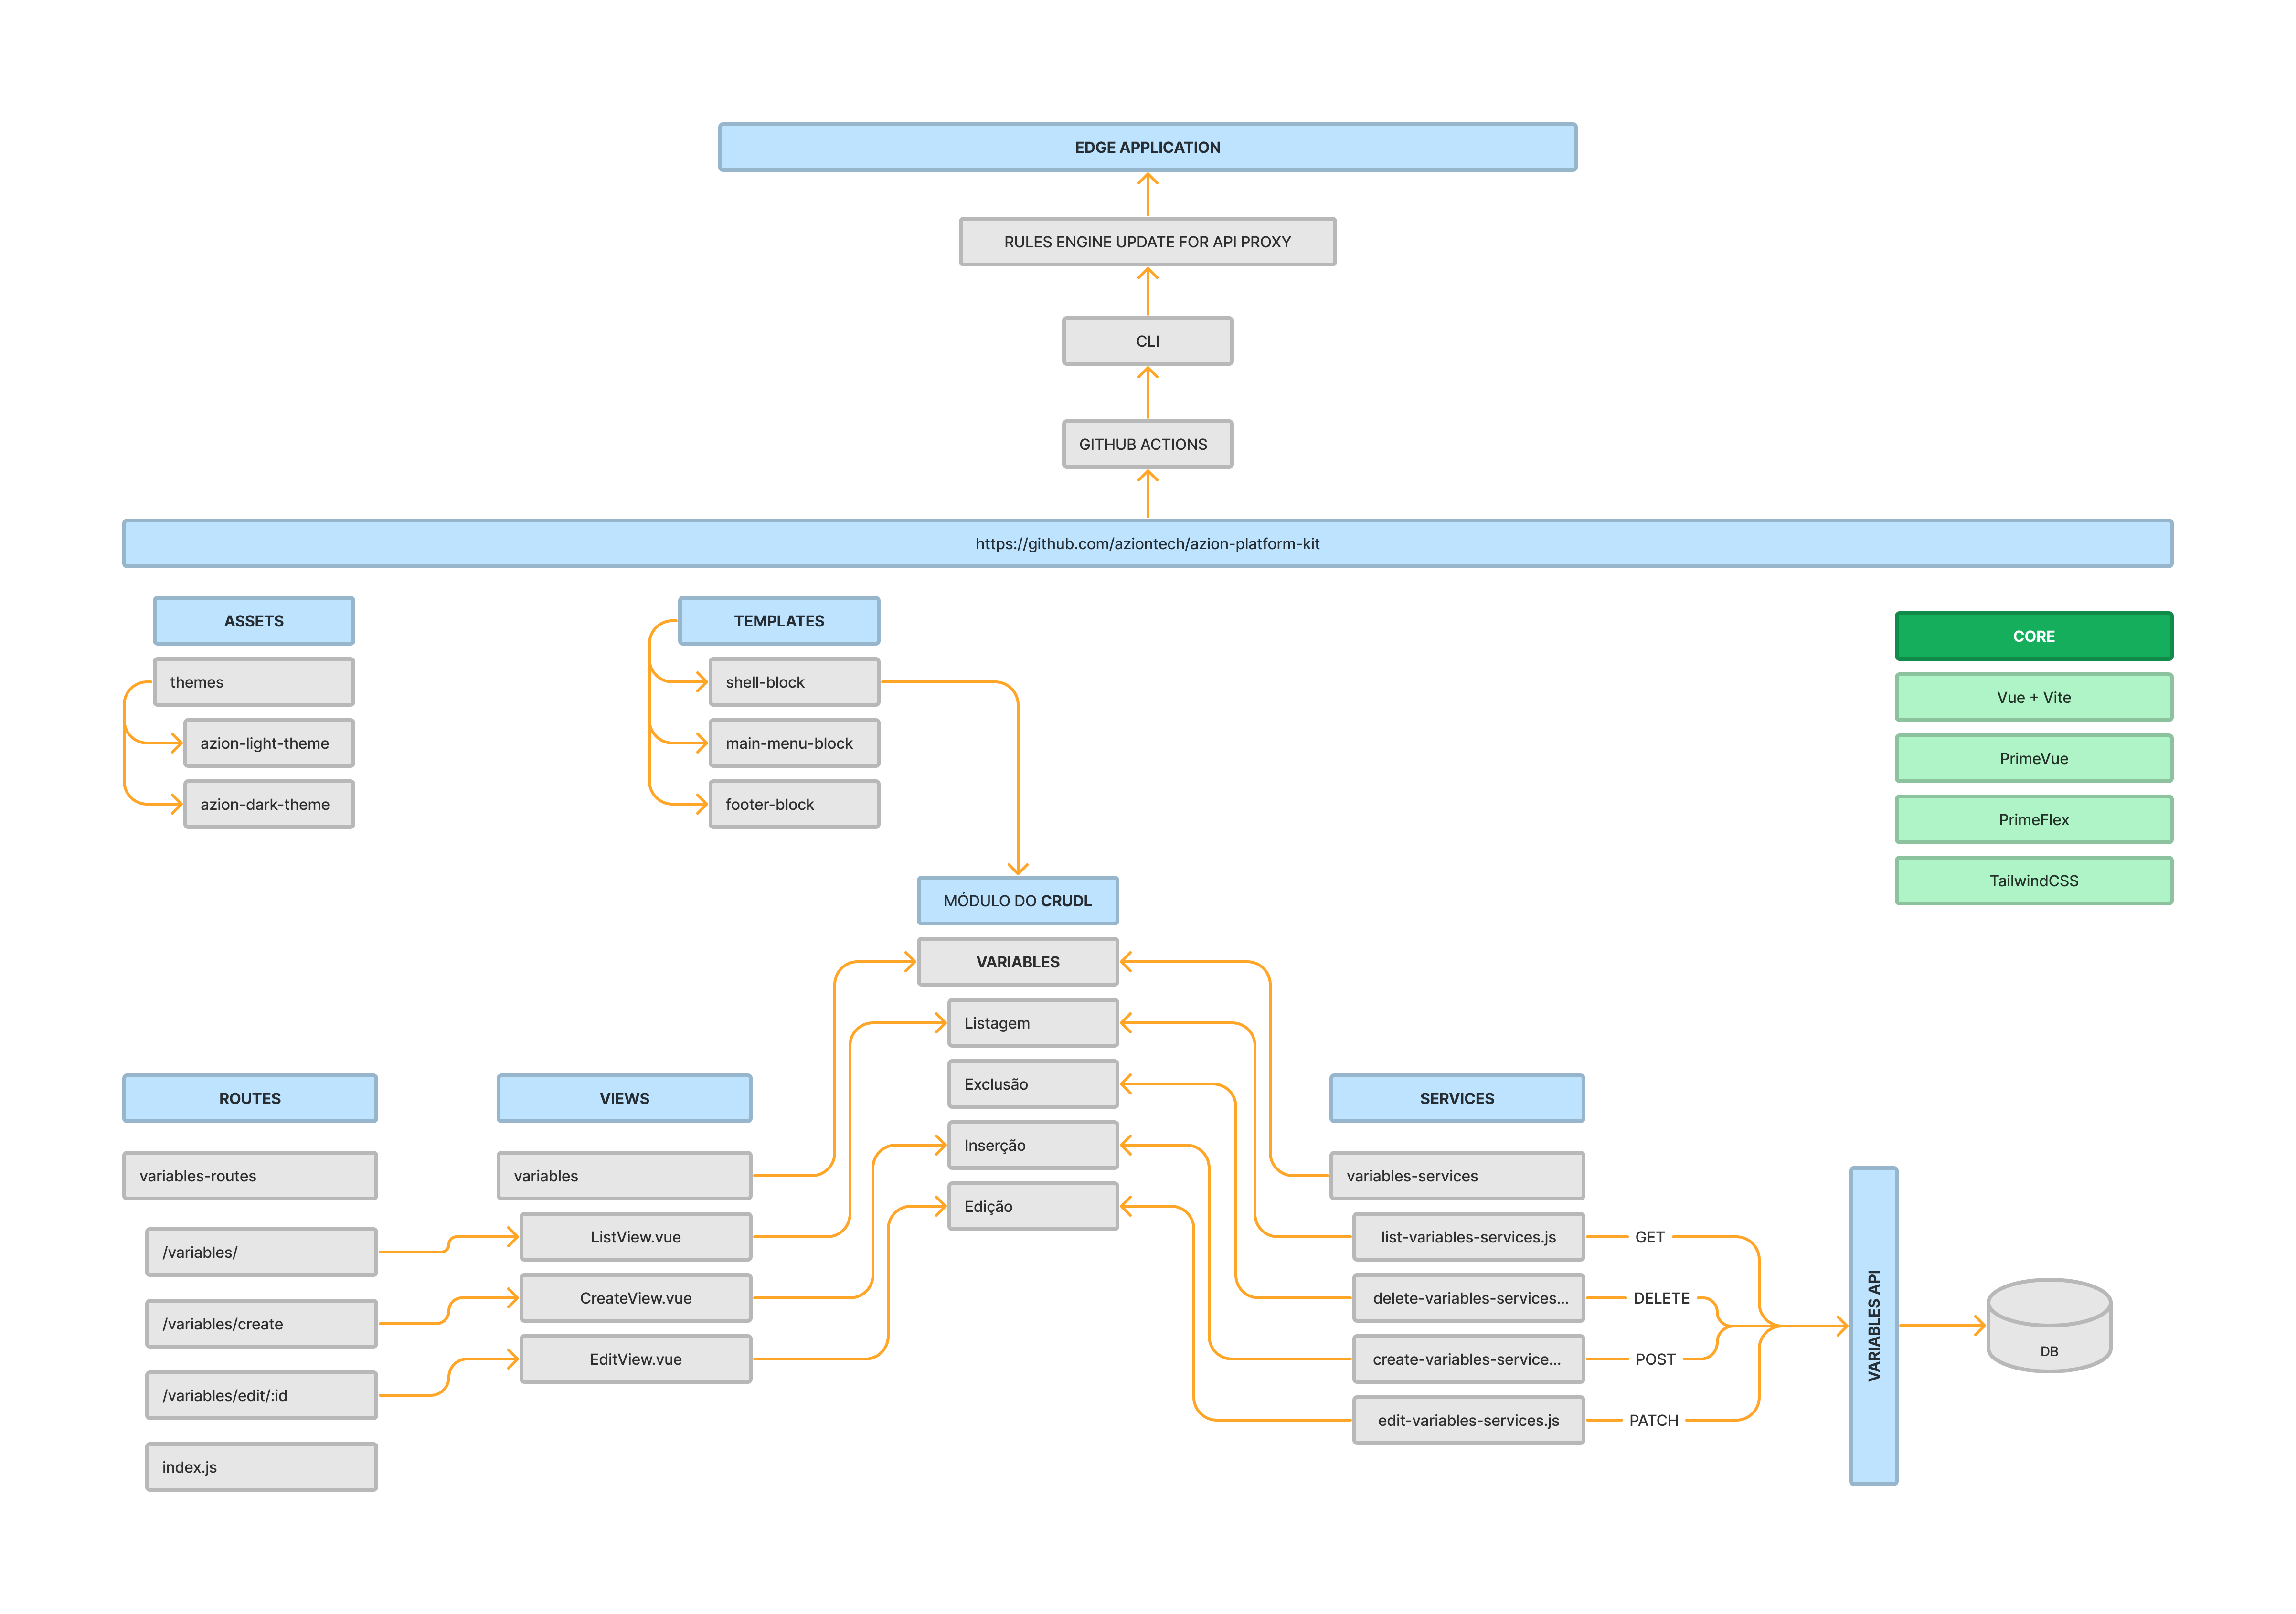 EDGE APPLICATION
RULES ENGINE UPDATE FOR API PROXY
CLI
GITHUB ACTIONS
https://github.com/aziontech/azion-platform-kit
ASSETS
themes
azion-light-theme
azion-dark-theme
TEMPLATES
shell-block
main-menu-block
footer-block
CORE
Vue + Vite
PrimeVue
PrimeFlex
TailwindCSS
MÓDULO DO CRUDL
VARIABLES
Listagem
Exclusão
Inserção
Edição
ROUTES
variables-routes
/variables/
/variables/create
/variables/edit/:id
index.js
VIEWS
variables
ListView.vue
CreateView.vue
EditView.vue
SERVICES
variables-services
list-variables-services.js
delete-variables-services...
create-variables-service...
edit-variables-services.js
GET
DELETE
POST
PATCH
VARIABLES API
DB